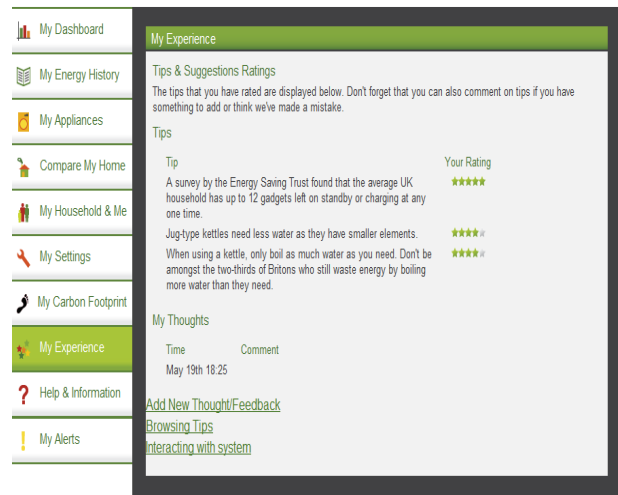 My Dashboard
My Energy History
My Appliances
Compare My Home
My Household & Me
My Settings
My Carbon Footprint
My Experience
Help & Information
My Alerts
My Experience
Tips & Suggestions Ratings
The tips that you have rated are displayed below. Don't forget that you can also comment on tips if you have
something to add or think we've made a mistake.
Tips
Tip Your Rating
A survey by the Energy Saving Trust found that the average UK
household has up to 12 gadgets left on standby or charging at any
one time.
Jug-type kettles need less water as they have smaller elements.
When using a kettle, only boil as much water as you need. Don't be
amongst the two-thirds of Britons who still waste energy by boiling
more water than they need.
My Thoughts
Time Comment
May 19th 18:25
Add New Thought/Feedback
Browsing Tips
Interacting with system